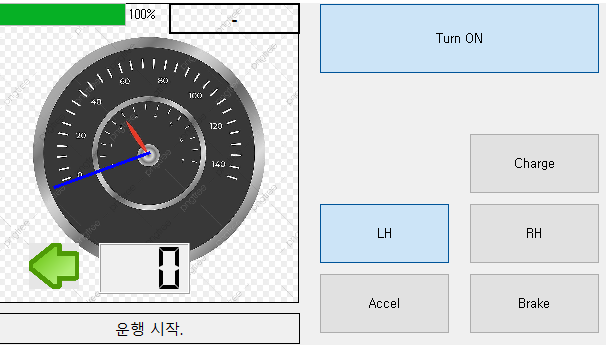 100%
-
Turn ON
0
20
40
60
80
100
120
140
Charge
LH
RH
0
Accel
Brake
운행 시작.